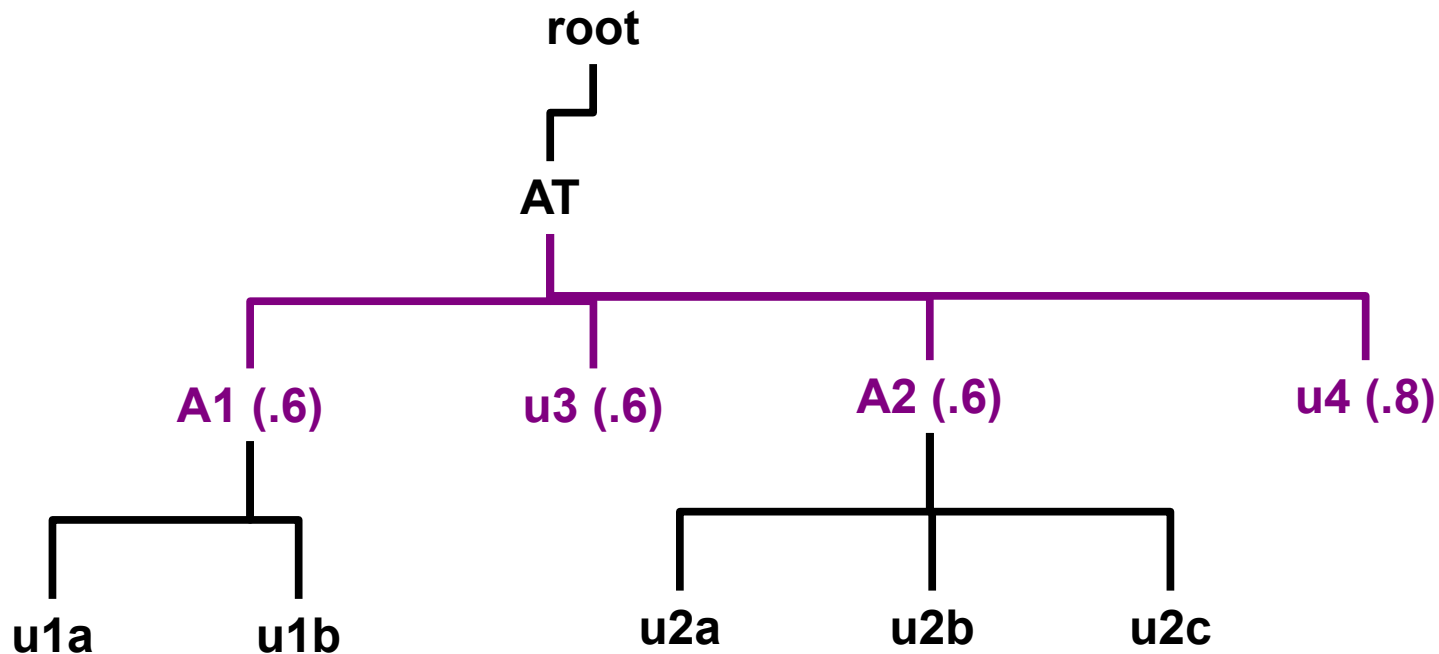 root
AT
A1 (.6) u3 (.6) A2 (.6) u4 (.8)
u1a u1b u2a u2b u2c